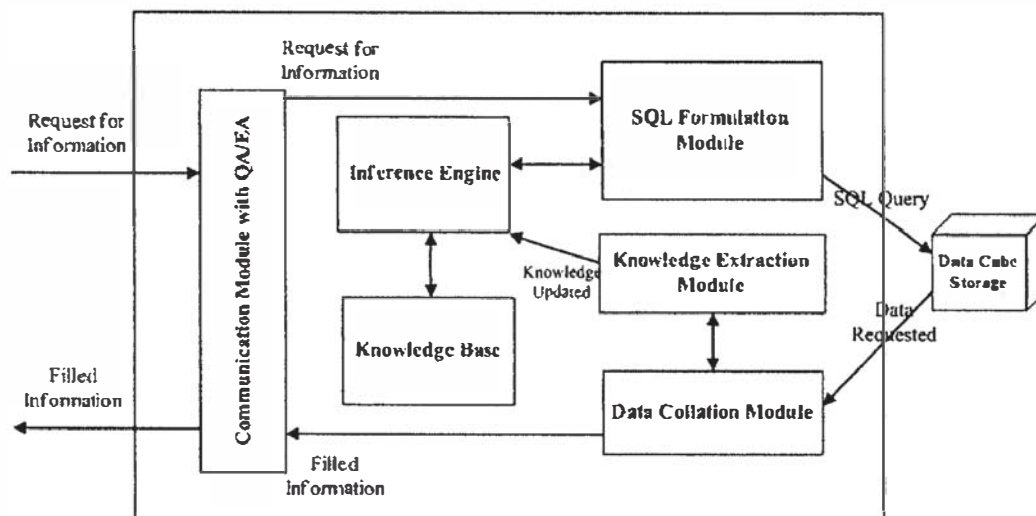 Request for
Information
Request for
Information
SQL Formulation
Module
Communication Module with QA/EA
Inference Engine
SQL Query
Knowledge Extraction
Module
Knowledge
Updated
Data Cube
Storage
Data
Requested
Knowledge Base
Filled
Information
Data Collation Module
Filled
Information